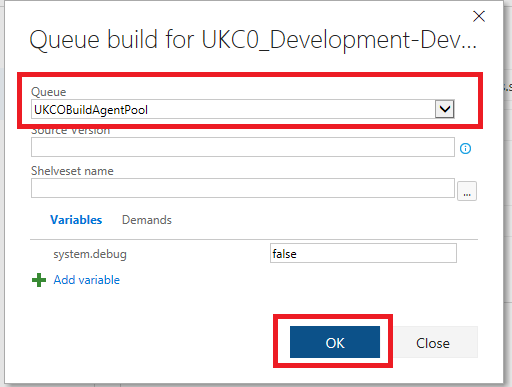 Queue build for UKC0_Development-Dev...
Queue
UKCOBuildAgentPool
Source Version
Shelveset name
...
Variables Demands
system.debug false
Add variable
OK Close